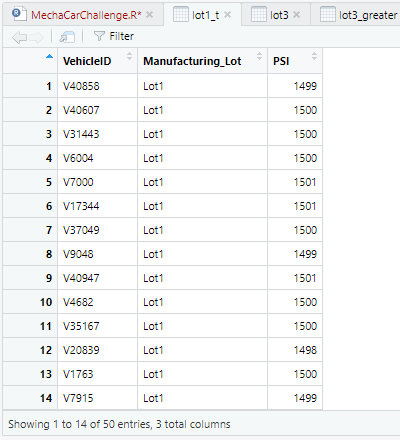 MechaCarChallenge.R* lot1_t lot3 lot3_greater
Filter
VehicleID Manufacturing_Lot PSI
1 V40858 Lot1 1499
2 V40607 Lot1 1500
3 V31443 Lot1 1500
4 V6004 Lot1 1500
5 V7000 Lot1 1501
6 V17344 Lot1 1501
7 V37049 Lot1 1500
8 V9048 Lot1 1499
9 V40947 Lot1 1501
10 V4682 Lot1 1500
11 V35167 Lot1 1500
12 V20839 Lot1 1498
13 V1763 Lot1 1500
14 V7915 Lot1 1499
Showing 1 to 14 of 50 entries, 3 total columns